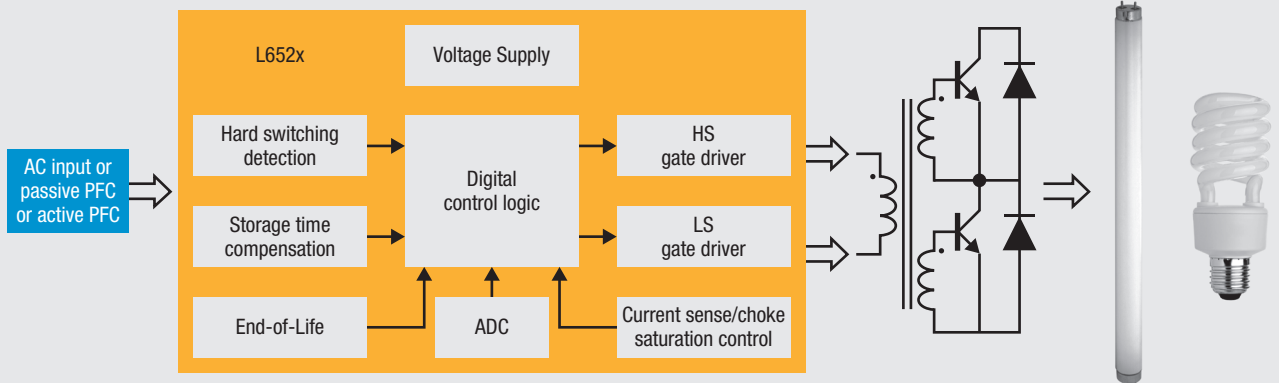 L652x
Voltage Supply
AC input or
passive PFC
or active PFC
Hard switching
detection
Storage time
compensation
End-of-Life
Digital
control logic
ADC
HS
gate driver
LS
gate driver
Current sense/choke
saturation control